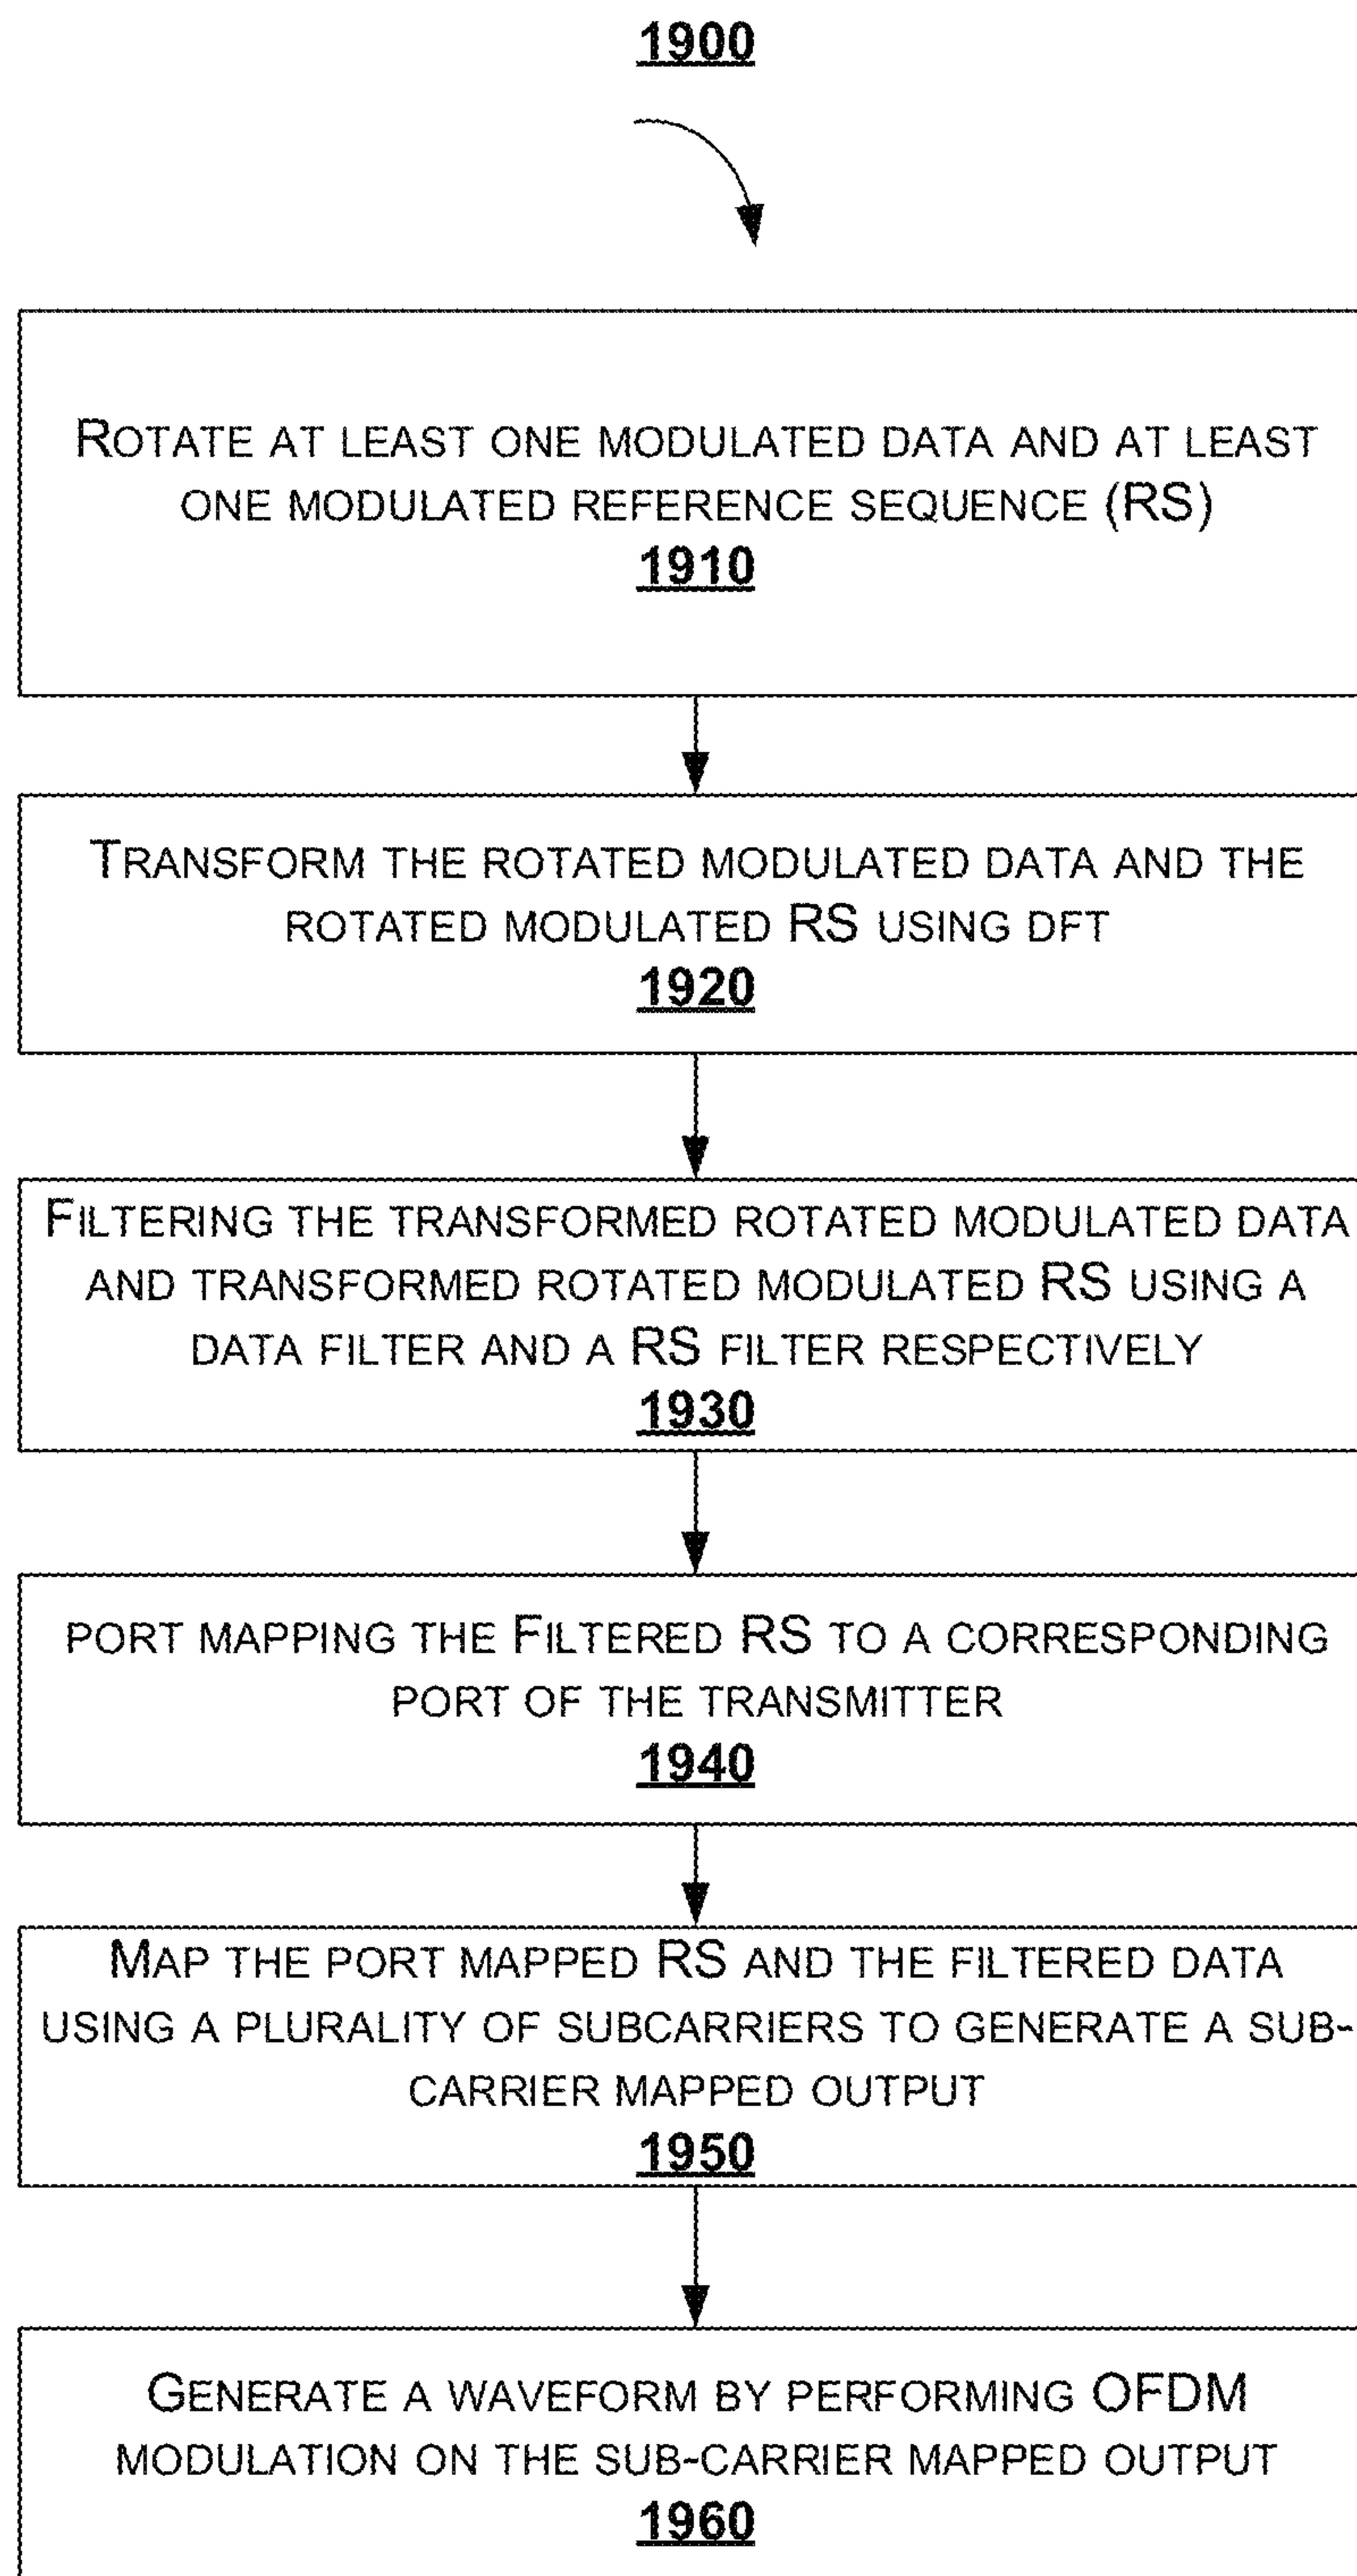 1900
ROTATE AT LEAST ONE MODULATED DATA AND AT LEAST
ONE MODULATED REFERENCE SEQUENCE (RS)
1910
TRANSFORM THE ROTATED MODULATED DATA AND THE
ROTATED MODULATED RS USING DFT
1920
FILTERING THE TRANSFORMED ROTATED MODULATED DATA
AND TRANSFORMED ROTATED MODULATED RS USING A
DATA FILTER AND A RS FILTER RESPECTIVELY
1930
PORT MAPPING THE FILTERED RS TO A CORRESPONDING
PORT OF THE TRANSMITTER
1940
MAP THE PORT MAPPED RS AND THE FILTERED DATA
USING A PLURALITY OF SUBCARRIERS TO GENERATE A SUB-
CARRIER MAPPED OUTPUT
1950
GENERATE A WAVEFORM BY PERFORMING OFDM
MODULATION ON THE SUB-CARRIER MAPPED OUTPUT
1960